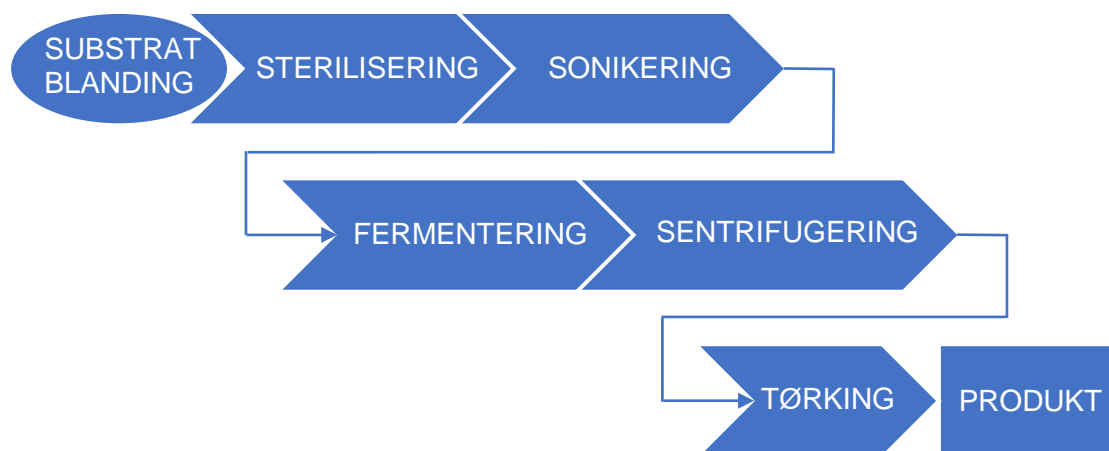 SUBSTRAT
BLANDING
STERILISERING
SONIKERING
FERMENTERING
SENTRIFUGERING
TØRKING
PRODUKT